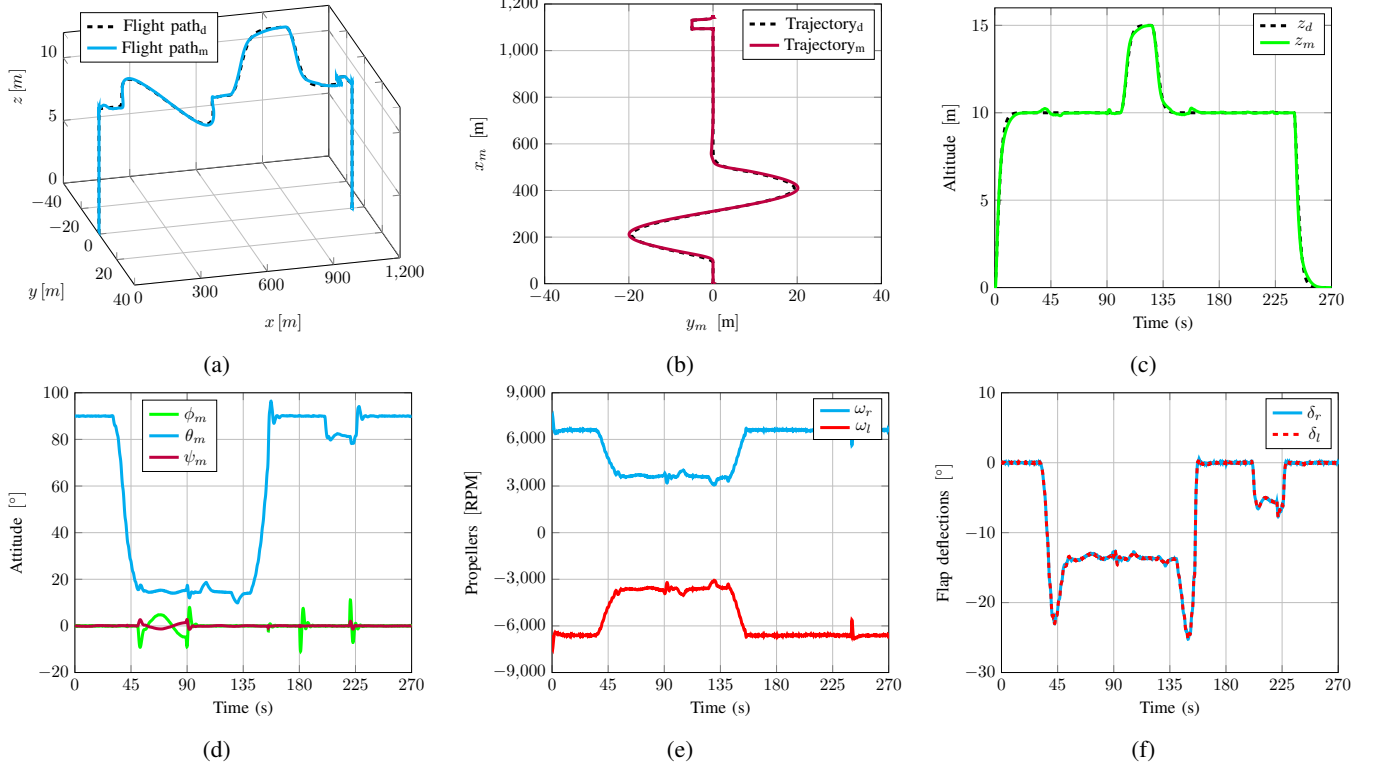 Flight path_d
Flight path_m
10
5
0
z [m]
−40
−20
0
20
40
y [m]
0
300
600
900
1,200
x [m]
(a)
Trajectory_d
Trajectory_m
1,200
1,000
800
600
400
200
0
x_m [m]
−40
−20
0
20
40
y_m [m]
(b)
z_d
z_m
15
10
5
0
Altitude [m]
0
45
90
135
180
225
270
Time (s)
(c)
ϕ_m
θ_m
ψ_m
100
80
60
40
20
0
−20
Attitude [°]
0
45
90
135
180
225
270
Time (s)
(d)
ω_r
ω_l
9,000
6,000
3,000
0
−3,000
−6,000
−9,000
Propellers [RPM]
0
45
90
135
180
225
270
Time (s)
(e)
δ_r
δ_l
10
0
−10
−20
−30
Flap deflections [°]
0
45
90
135
180
225
270
Time (s)
(f)